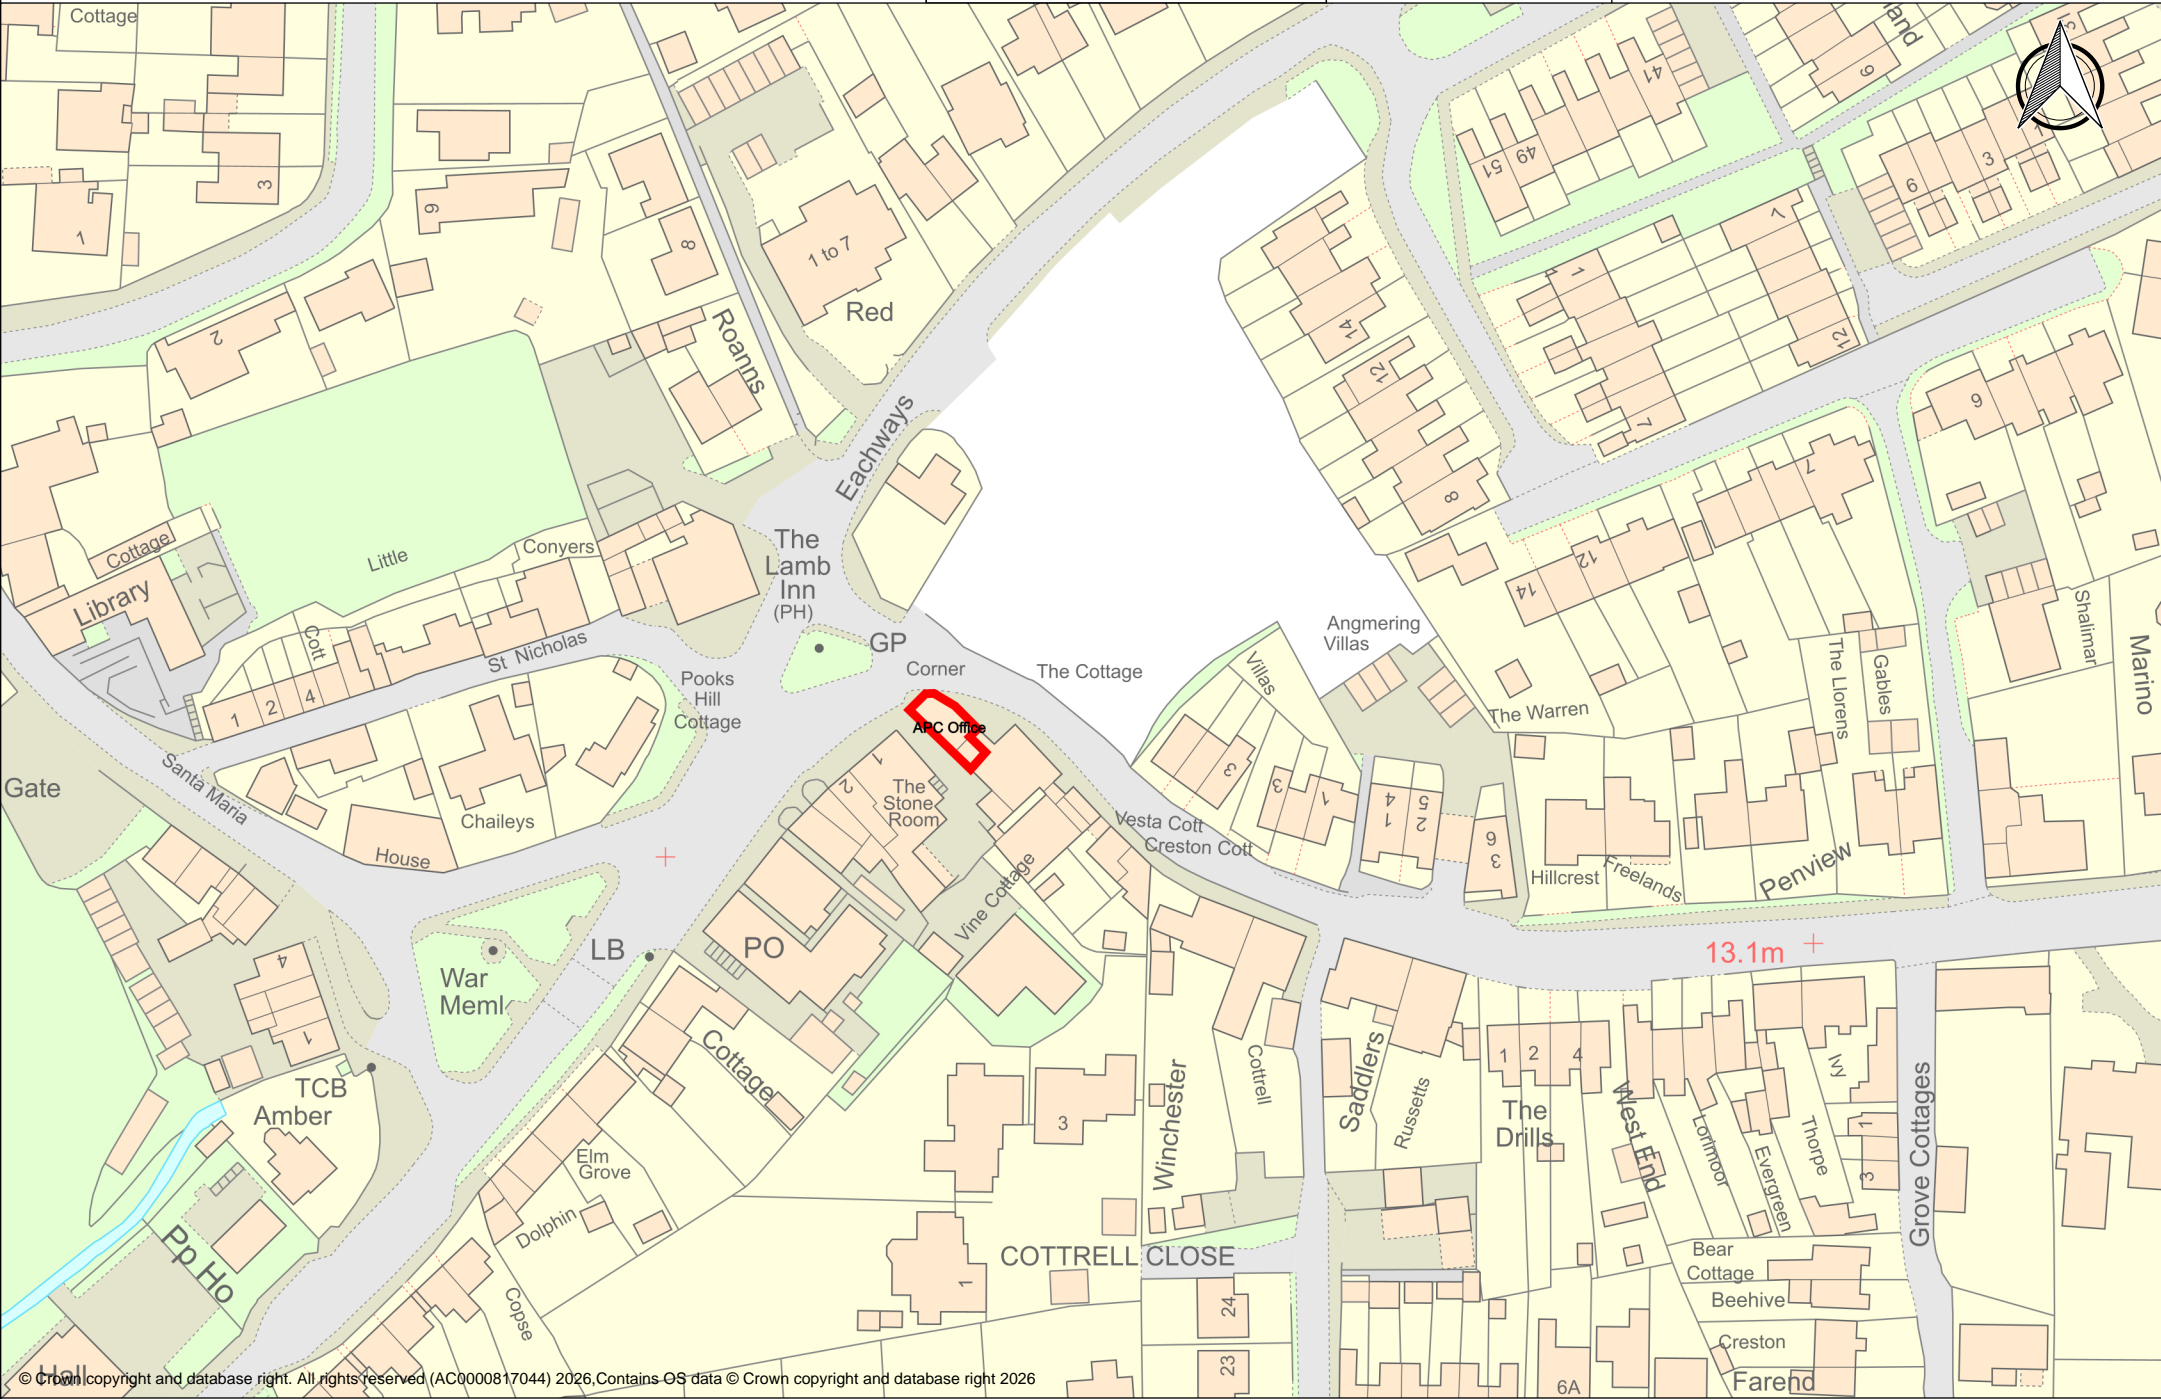 Cottage
3
1
6
8
1 to 7
Red
Roanns
2
Eachways
41
49
51
land
6
31
1
3
9
14
12
8
1
7
7
12
6
7
12
14
Cottage
Library
Little
Conyers
Cott
St Nicholas
1
2
4
The
Lamb
Inn
(PH)
GP
Corner
The Cottage
Pooks
Hill
Cottage
APC Office
Angmering
Villas
Villas
3
3
1
The Warren
The Llorens
Gables
Shalimar
Marino
Gate
Santa Maria
House
Chaileys
1
2
The
Stone
Room
Vesta Cott
Creston Cott
Vine Cottage
4
1
5
2
6
3
Hillcrest
Freelands
Penview
13.1m
War
Meml
LB
PO
4
1
TCB
Amber
Cottage
Elm
Grove
Dolphin
Copse
Pp Ho
Hall
3
1
Winchester
Cottrell
COTTRELL CLOSE
24
23
Saddlers
Russetts
1
2
4
The
Drills
West End
Lorimoor
Evergreen
Thorpe
Ivy
1
3
Grove Cottages
Bear
Cottage
Beehive
Creston
Farend
6A
© Crown copyright and database right. All rights reserved (AC0000817044) 2026,Contains OS data © Crown copyright and database right 2026